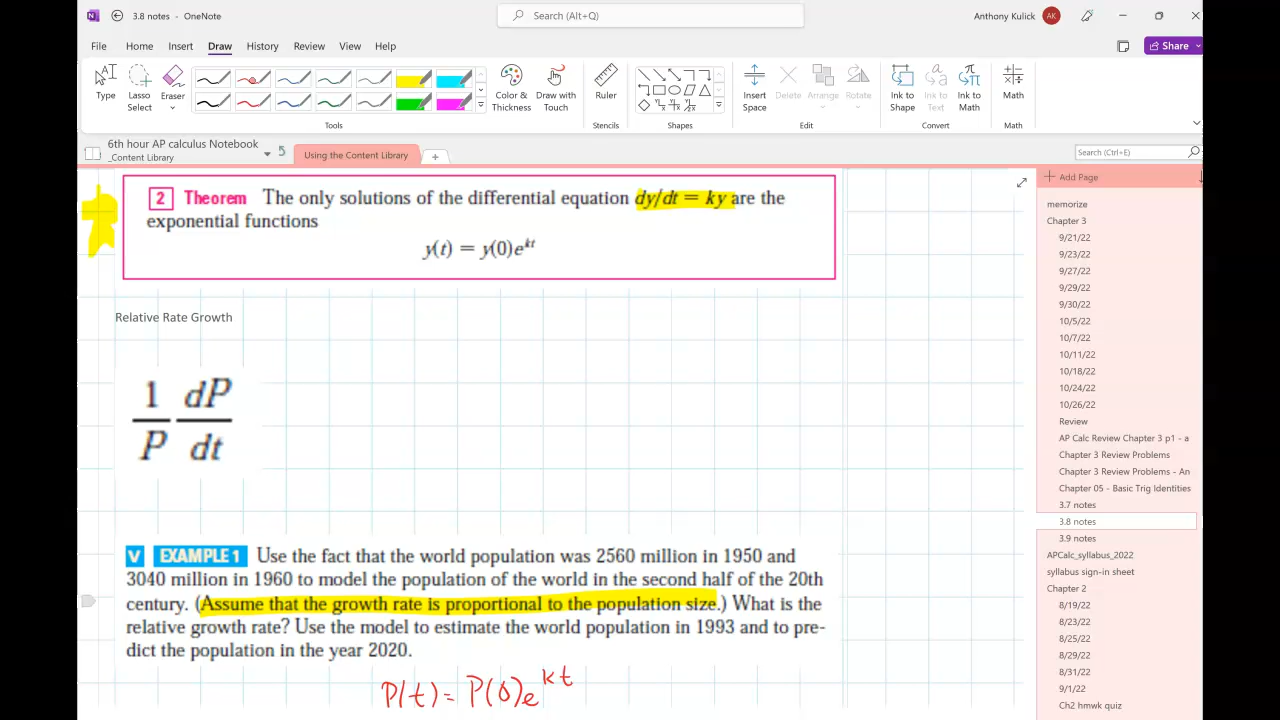 3.8 notes - OneNote
Search (Alt+Q)
Anthony Kulick AK
File Home Insert Draw History Review View Help
Share
Type
Lasso Select
Eraser
Color & Thickness
Draw with Touch
Ruler
Insert Space
Delete
Arrange
Rotate
Ink to Shape
Ink to Text
Ink to Math
Math
Tools Stencils Shapes Edit Convert Math
6th hour AP calculus Notebook
_Content Library
Using the Content Library
Search (Ctrl+E)
Add Page
2 Theorem The only solutions of the differential equation dy/dt = ky are the
exponential functions
y(t) = y(0)e^{kt}
Relative Rate Growth
1/P dP/dt
V EXAMPLE 1 Use the fact that the world population was 2560 million in 1950 and
3040 million in 1960 to model the population of the world in the second half of the 20th
century. (Assume that the growth rate is proportional to the population size.) What is the
relative growth rate? Use the model to estimate the world population in 1993 and to pre-
dict the population in the year 2020.
P(t) = P(0)e^{kt}
memorize
Chapter 3
9/21/22
9/23/22
9/27/22
9/29/22
9/30/22
10/5/22
10/7/22
10/11/22
10/18/22
10/24/22
10/26/22
Review
AP Calc Review Chapter 3 p1 - a
Chapter 3 Review Problems
Chapter 3 Review Problems - An
Chapter 05 - Basic Trig Identities
3.7 notes
3.8 notes
3.9 notes
APCalc_syllabus_2022
syllabus sign-in sheet
Chapter 2
8/19/22
8/23/22
8/25/22
8/29/22
8/31/22
9/1/22
Ch2 hmwk quiz